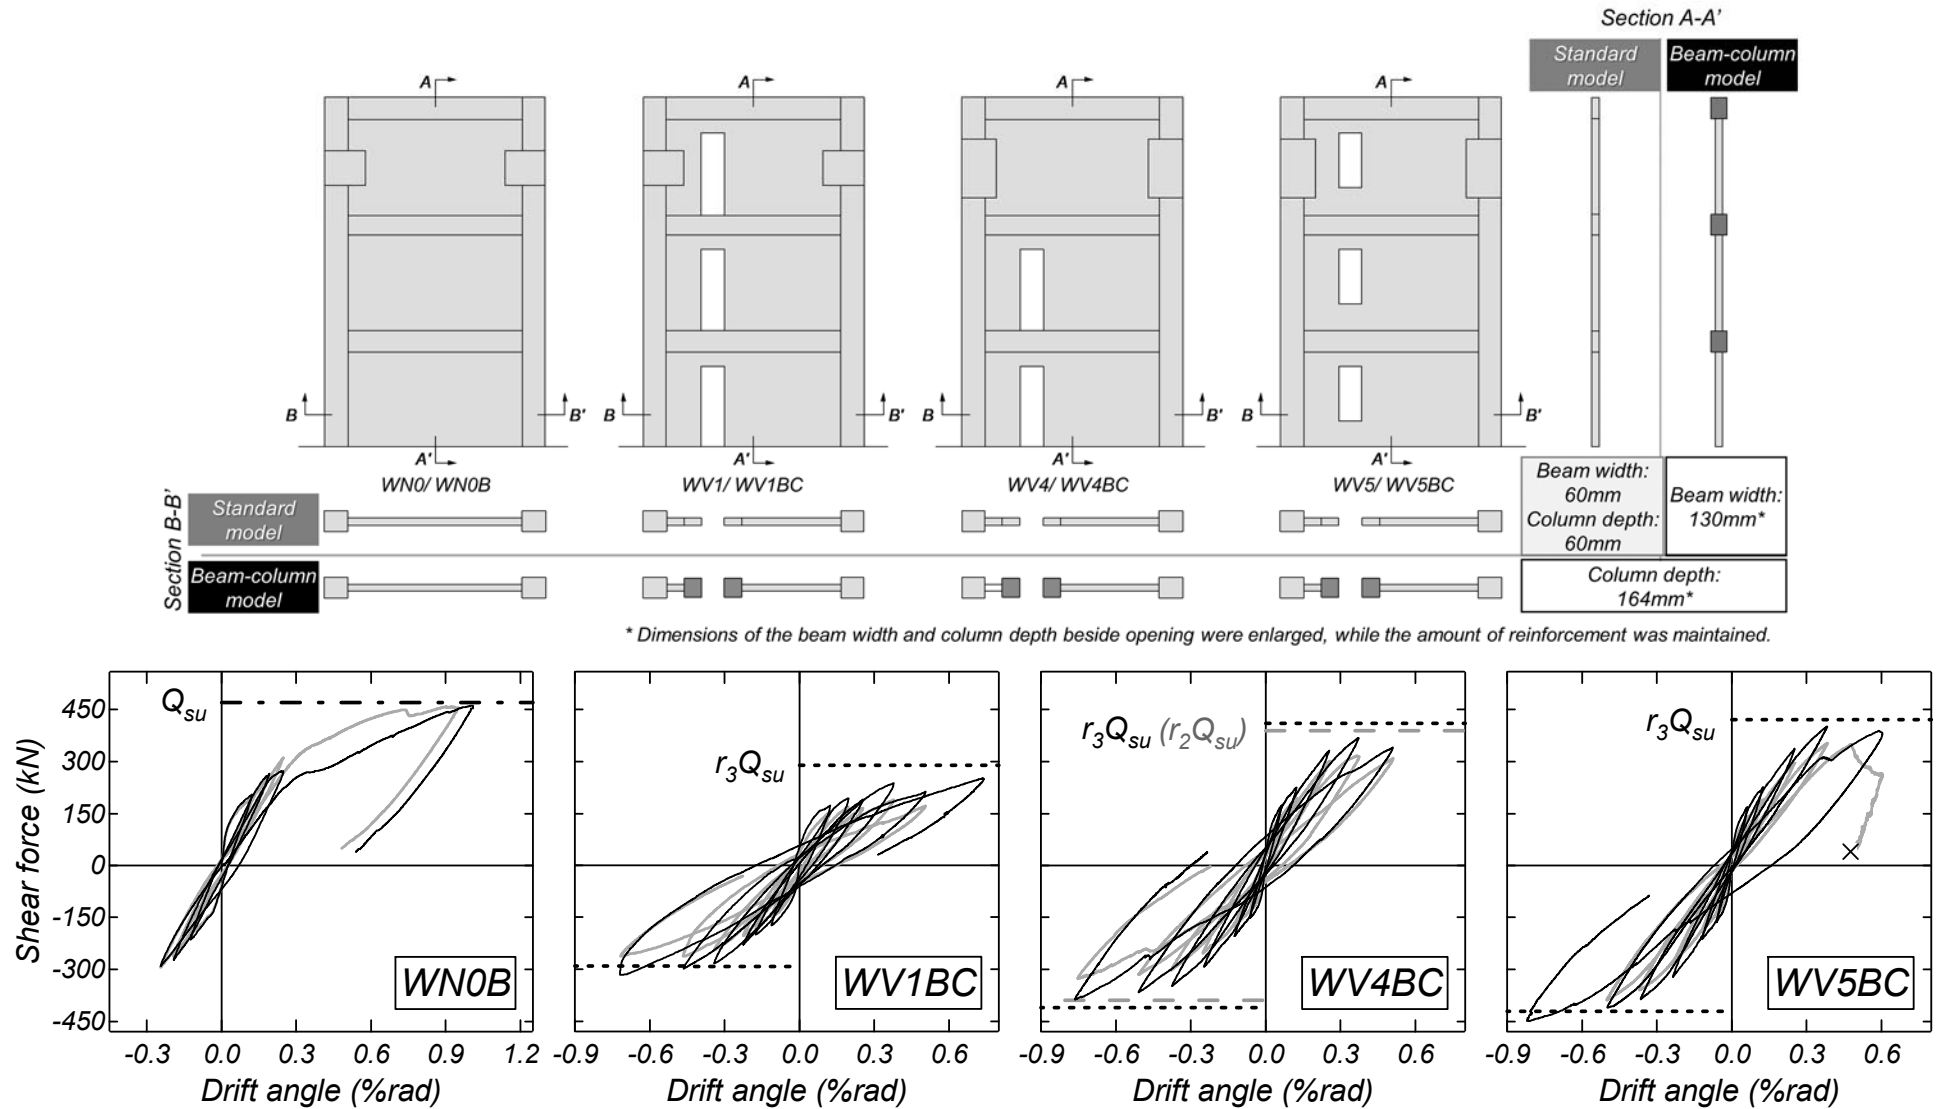 Section A-A'
Standard
model
Beam-column
model
A
A
A
A
B
B'
B
B'
B
B'
B
B'
A'
A'
A'
A'
WN0/ WN0B
WV1/ WV1BC
WV4/ WV4BC
WV5/ WV5BC
Beam width:
60mm
Column depth:
60mm
Beam width:
130mm*
Section B-B'
Standard
model
Beam-column
model
Column depth:
164mm*
* Dimensions of the beam width and column depth beside opening were enlarged, while the amount of reinforcement was maintained.
Shear force (kN)
450
300
150
0
-150
-300
-450
Qsu
WN0B
-0.3 0.0 0.3 0.6 0.9 1.2
Drift angle (%rad)
r3Qsu
WV1BC
-0.9 -0.6 -0.3 0.0 0.3 0.6
Drift angle (%rad)
r3Qsu (r2Qsu)
WV4BC
-0.9 -0.6 -0.3 0.0 0.3 0.6
Drift angle (%rad)
r3Qsu
WV5BC
-0.9 -0.6 -0.3 0.0 0.3 0.6
Drift angle (%rad)